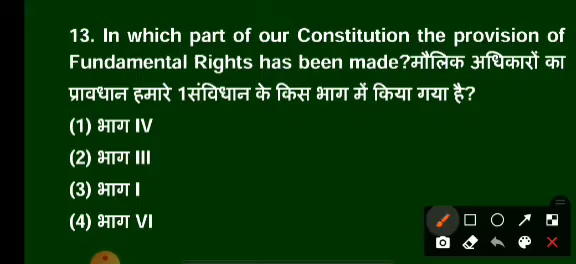 13. In which part of our Constitution the provision of
Fundamental Rights has been made?मौलिक अधिकारों का
प्रावधान हमारे 1संविधान के किस भाग में किया गया है?
(1) भाग IV
(2) भाग III
(3) भाग I
(4) भाग VI